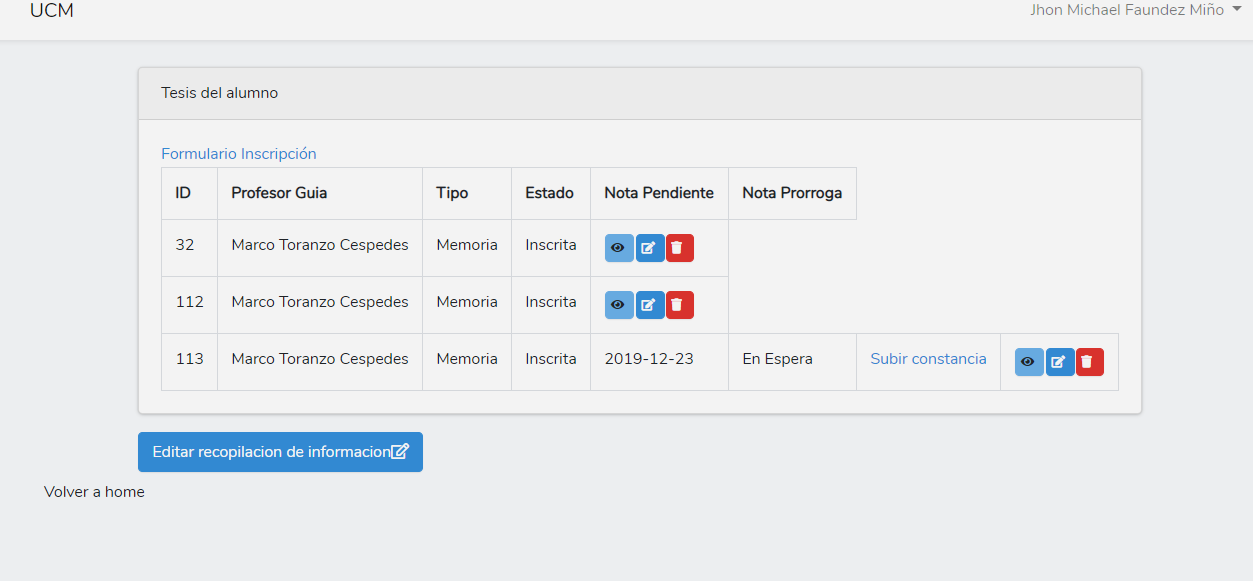 UCM
Jhon Michael Faundez Miño
Tesis del alumno
Formulario Inscripción
ID Profesor Guia Tipo Estado Nota Pendiente Nota Prorroga
32 Marco Toranzo Cespedes Memoria Inscrita
112 Marco Toranzo Cespedes Memoria Inscrita
113 Marco Toranzo Cespedes Memoria Inscrita 2019-12-23 En Espera Subir constancia
Editar recopilacion de informacion
Volver a home